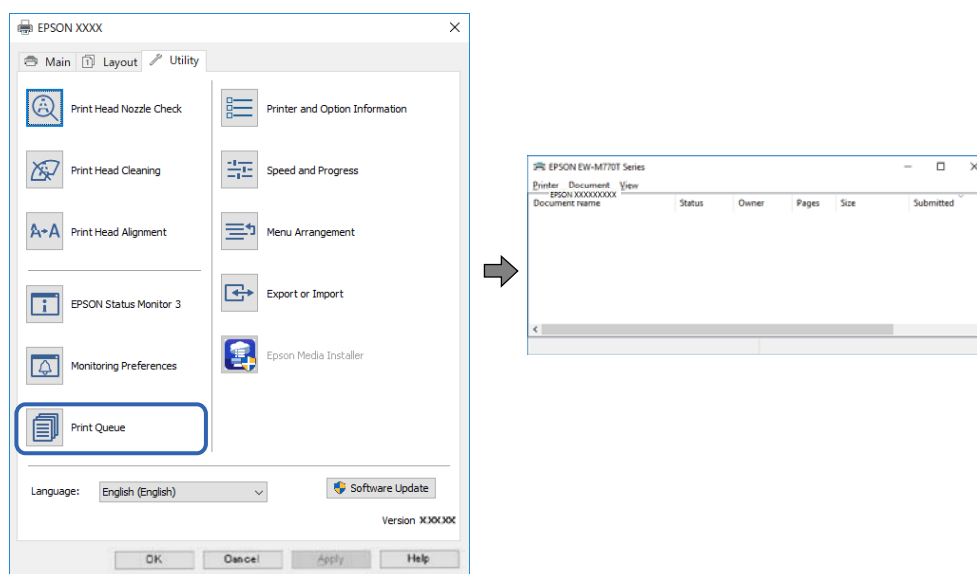 EPSON XXXX
Main
Layout
Utility
Print Head Nozzle Check
Print Head Cleaning
Print Head Alignment
EPSON Status Monitor 3
Monitoring Preferences
Print Queue
Printer and Option Information
Speed and Progress
Menu Arrangement
Export or Import
Epson Media Installer
Language: English (English)
Software Update
Version X.XX.XX
OK Cancel Apply Help
EPSON EW-M770T Series
Printer Document View
EPSON XXXXXXXXX
Document Name Status Owner Pages Size Submitted